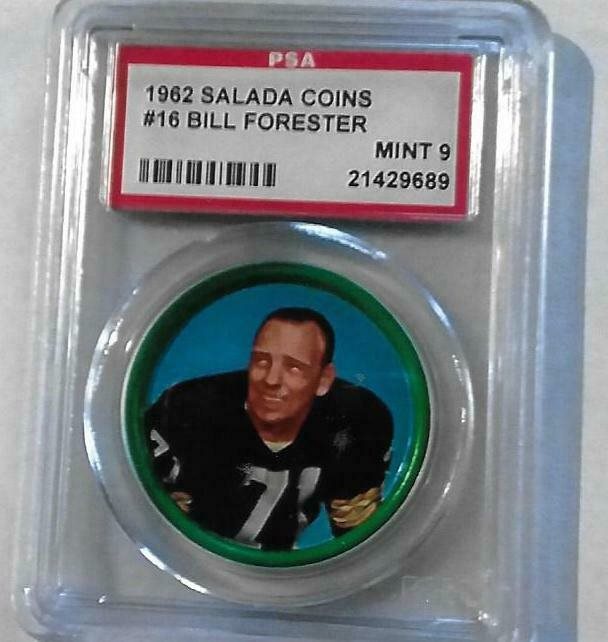 PSA
1962 SALADA COINS
#16 BILL FORESTER
MINT 9
21429689
71